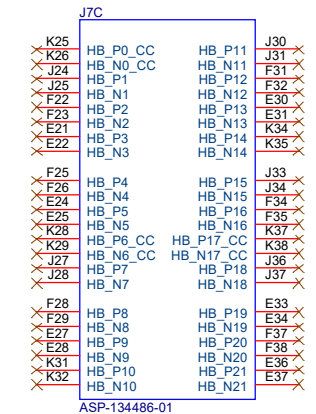 J7C
K25 HB_P0_CC HB_P11 J30
K26 HB_N0_CC HB_N11 J31
J24 HB_P1 HB_P12 F31
J25 HB_N1 HB_N12 F32
F22 HB_P2 HB_P13 E30
F23 HB_N2 HB_N13 E31
E21 HB_P3 HB_P14 K34
E22 HB_N3 HB_N14 K35
F25 HB_P4 HB_P15 J33
F26 HB_N4 HB_N15 J34
E24 HB_P5 HB_P16 F34
E25 HB_N5 HB_N16 F35
K28 HB_P6_CC HB_P17_CC K37
K29 HB_N6_CC HB_N17_CC K38
J27 HB_P7 HB_P18 J36
J28 HB_N7 HB_N18 J37
F28 HB_P8 HB_P19 E33
F29 HB_N8 HB_N19 E34
E27 HB_P9 HB_P20 F37
E28 HB_N9 HB_N20 F38
K31 HB_P10 HB_P21 E36
K32 HB_N10 HB_N21 E37
ASP-134486-01